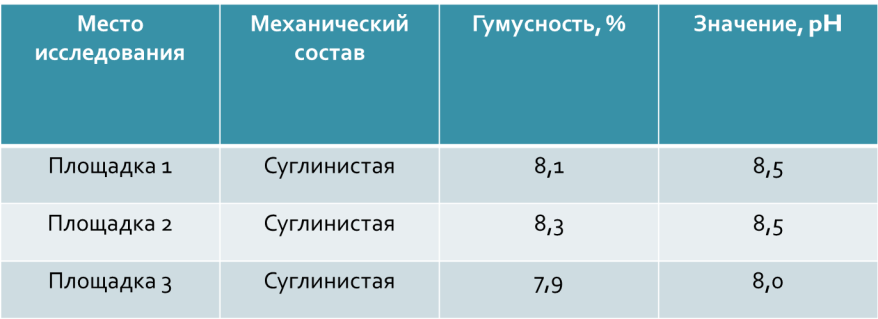 Место исследования
Механический состав
Гумусность, %
Значение, pH
Площадка 1
Суглинистая
8,1
8,5
Площадка 2
Суглинистая
8,3
8,5
Площадка 3
Суглинистая
7,9
8,0